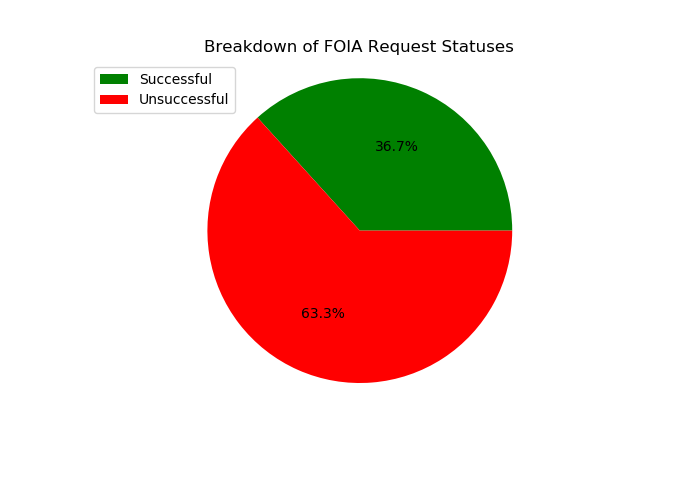 Breakdown of FOIA Request Statuses
Successful
Unsuccessful
36.7%
63.3%